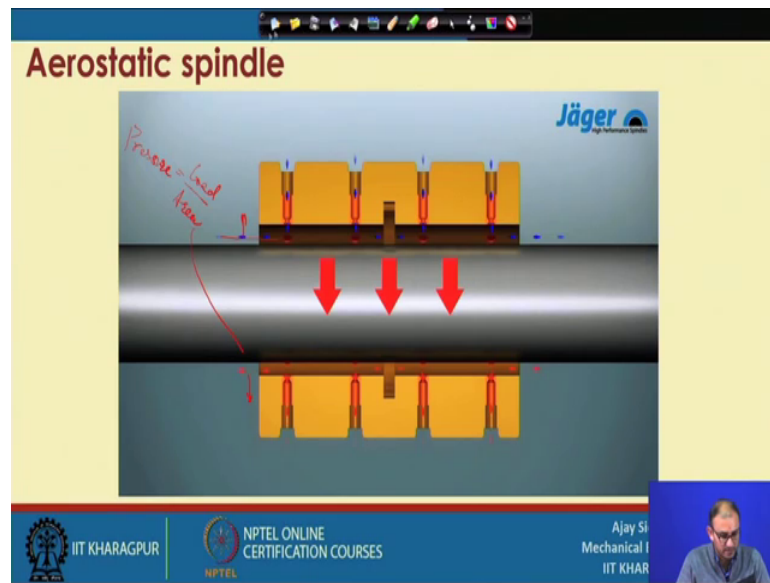 Aerostatic spindle
Jäger
High Performance Spindles
Pressure = Load
Area
IIT KHARAGPUR
NPTEL
NPTEL ONLINE
CERTIFICATION COURSES
Ajay Si
Mechanical
IIT KHAR